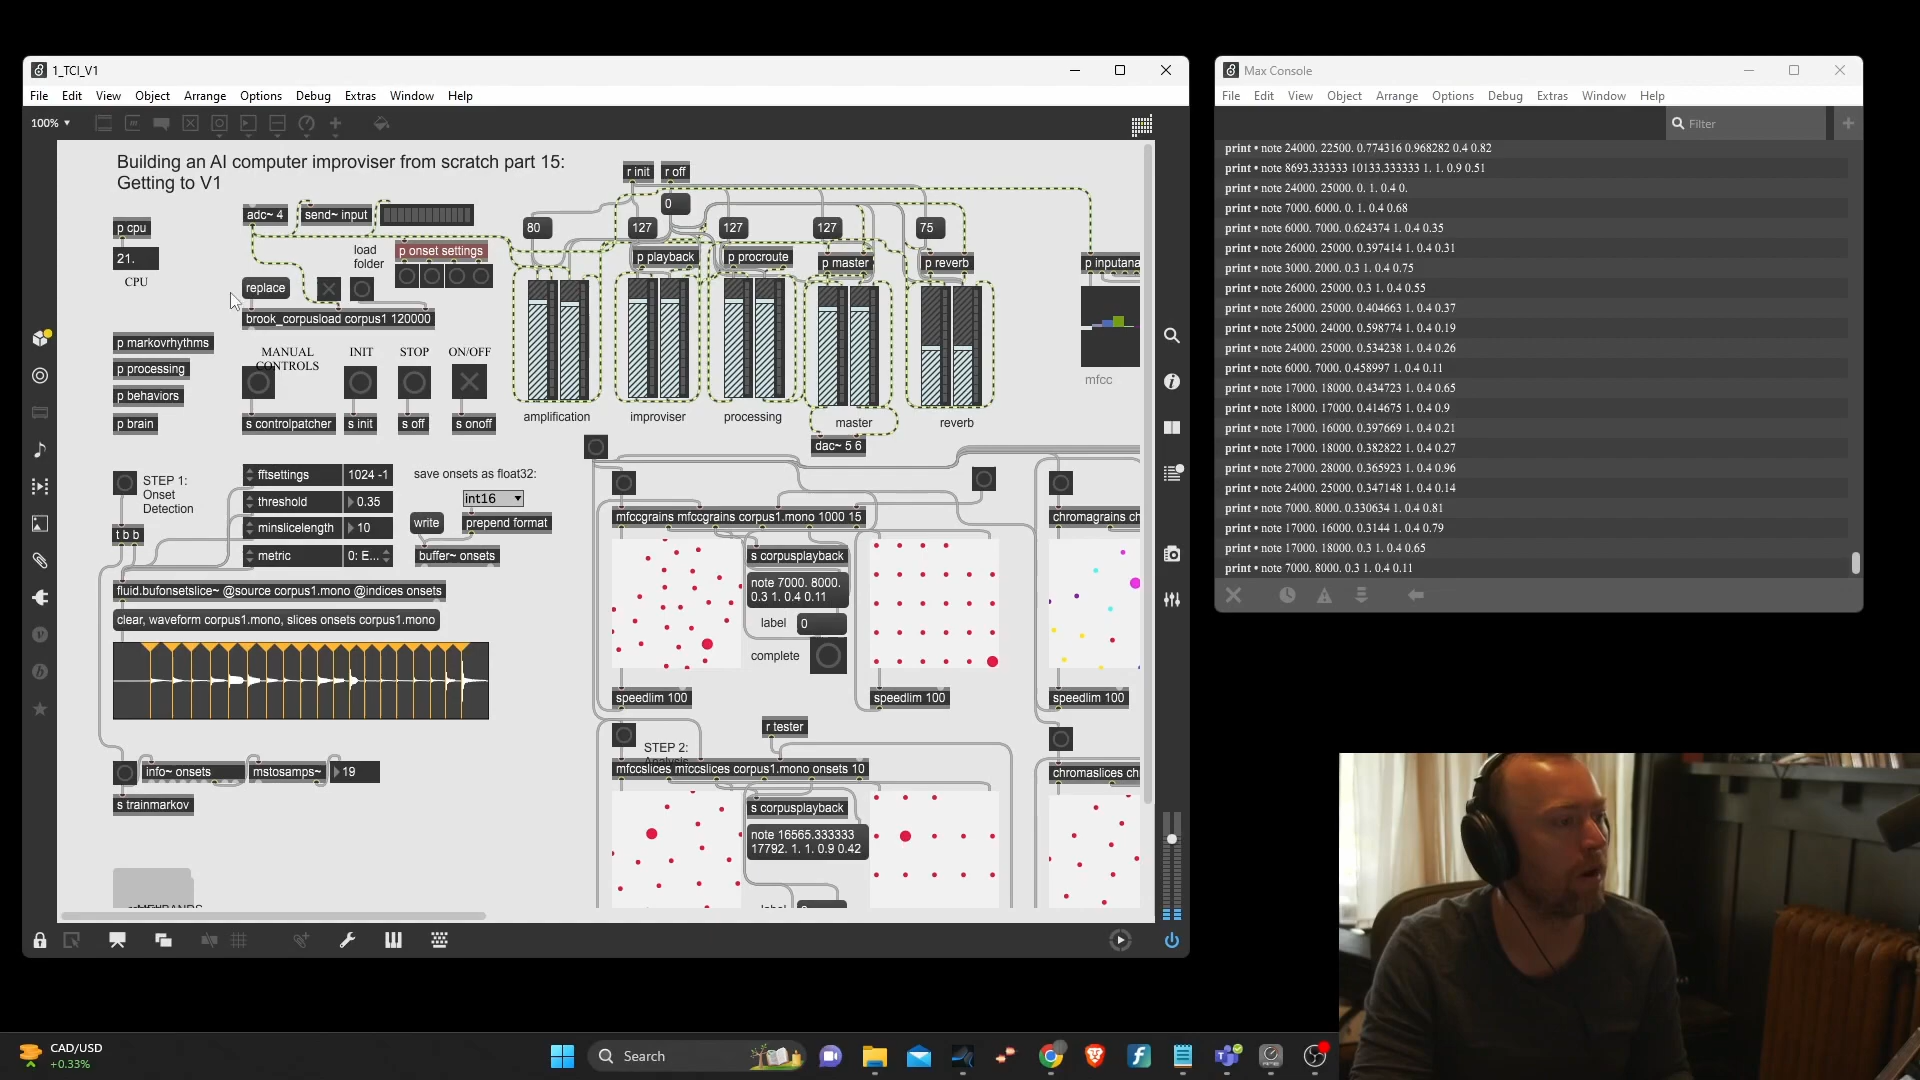 1_TCI_V1
File Edit View Object Arrange Options Debug Extras Window Help
100%
Building an AI computer improviser from scratch part 15:
Getting to V1
r init r off
0
p cpu
21.
CPU
adc~ 4 send~ input
load
folder
p onset settings
80 127 127 127 75
p playback p procroute p master p reverb p inputana
replace
brook_corpusload corpus1 120000
p markovrhythms
p processing
p behaviors
p brain
MANUAL
CONTROLS
INIT STOP ON/OFF
s controlpatcher s init s off s onoff
amplification improviser processing master reverb
mfcc
dac~ 5 6
STEP 1:
Onset
Detection
t b b
fftsettings 1024 -1
threshold 0.35
minslicelength 10
metric 0: E...
save onsets as float32:
int16
write prepend format
buffer~ onsets
fluid.bufonsetslice~ @source corpus1.mono @indices onsets
clear, waveform corpus1.mono, slices onsets corpus1.mono
info~ onsets mstosamps~ 19
s trainmarkov
mfccgrains mfccgrains corpus1.mono 1000 15
s corpusplayback
note 7000. 8000.
0.3 1. 0.4 0.11
label 0
complete
speedlim 100 speedlim 100
r tester
STEP 2:
mfccslices mfccslices corpus1.mono onsets 10
s corpusplayback
note 16565.333333
17792. 1. 1. 0.9 0.42
label
chromagrains ch
speedlim 100
chromaslices ch
Max Console
File Edit View Object Arrange Options Debug Extras Window Help
Filter
print • note 24000. 22500. 0.774316 0.968282 0.4 0.82
print • note 8693.333333 10133.333333 1. 1. 0.9 0.51
print • note 24000. 25000. 0. 1. 0.4 0.
print • note 7000. 6000. 0. 1. 0.4 0.68
print • note 6000. 7000. 0.624374 1. 0.4 0.35
print • note 26000. 25000. 0.397414 1. 0.4 0.31
print • note 3000. 2000. 0.3 1. 0.4 0.75
print • note 26000. 25000. 0.3 1. 0.4 0.55
print • note 26000. 25000. 0.404663 1. 0.4 0.37
print • note 25000. 24000. 0.598774 1. 0.4 0.19
print • note 24000. 25000. 0.534238 1. 0.4 0.26
print • note 6000. 7000. 0.458997 1. 0.4 0.11
print • note 17000. 18000. 0.434723 1. 0.4 0.65
print • note 18000. 17000. 0.414675 1. 0.4 0.9
print • note 17000. 16000. 0.397669 1. 0.4 0.21
print • note 17000. 18000. 0.382822 1. 0.4 0.27
print • note 27000. 28000. 0.365923 1. 0.4 0.96
print • note 24000. 25000. 0.347148 1. 0.4 0.14
print • note 7000. 8000. 0.330634 1. 0.4 0.81
print • note 17000. 16000. 0.3144 1. 0.4 0.79
print • note 17000. 18000. 0.3 1. 0.4 0.65
print • note 7000. 8000. 0.3 1. 0.4 0.11
CAD/USD
+0.33%
Search